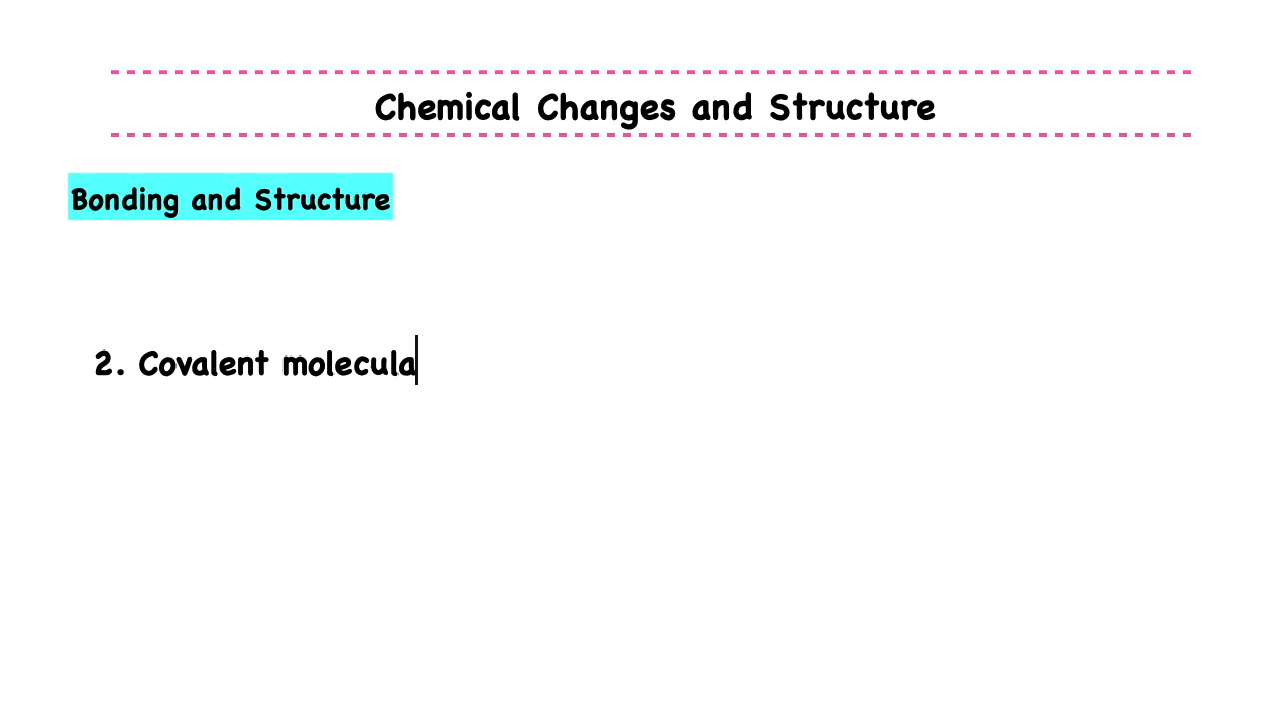 Chemical Changes and Structure
Bonding and Structure
2. Covalent molecula